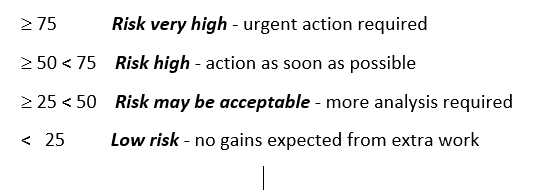 ≥ 75 Risk very high - urgent action required
≥ 50 < 75 Risk high - action as soon as possible
≥ 25 < 50 Risk may be acceptable - more analysis required
< 25 Low risk - no gains expected from extra work